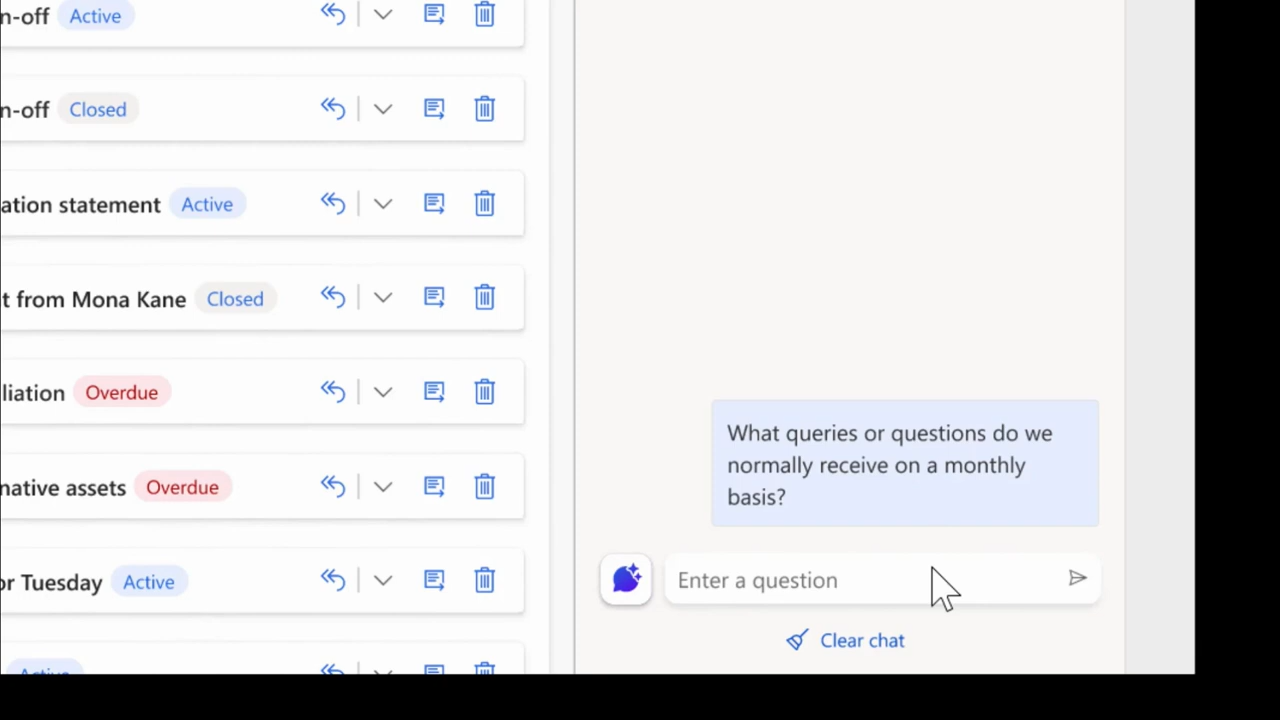 n-off Active
n-off Closed
ation statement Active
t from Mona Kane Closed
liation Overdue
native assets Overdue
or Tuesday Active
Active
What queries or questions do we
normally receive on a monthly
basis?
Enter a question
Clear chat